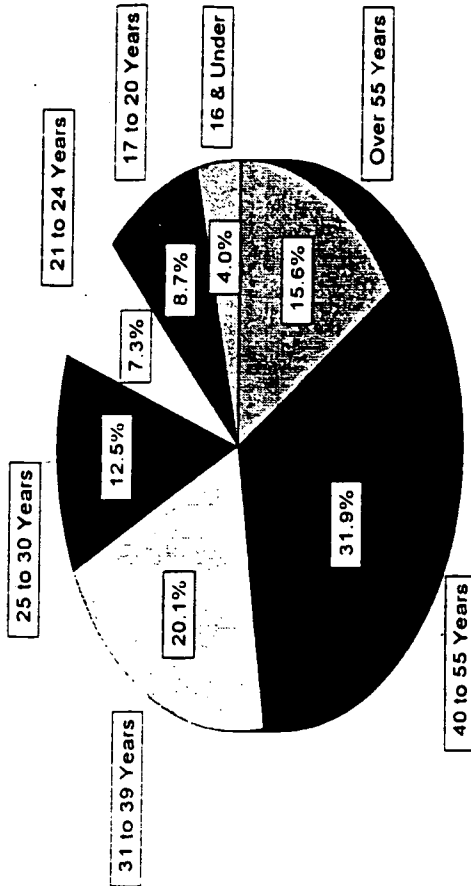 21 to 24 Years
17 to 20 Years
16 & Under
Over 55 Years
40 to 55 Years
31 to 39 Years
25 to 30 Years
7.3%
8.7%
4.0%
15.6%
31.9%
20.1%
12.5%